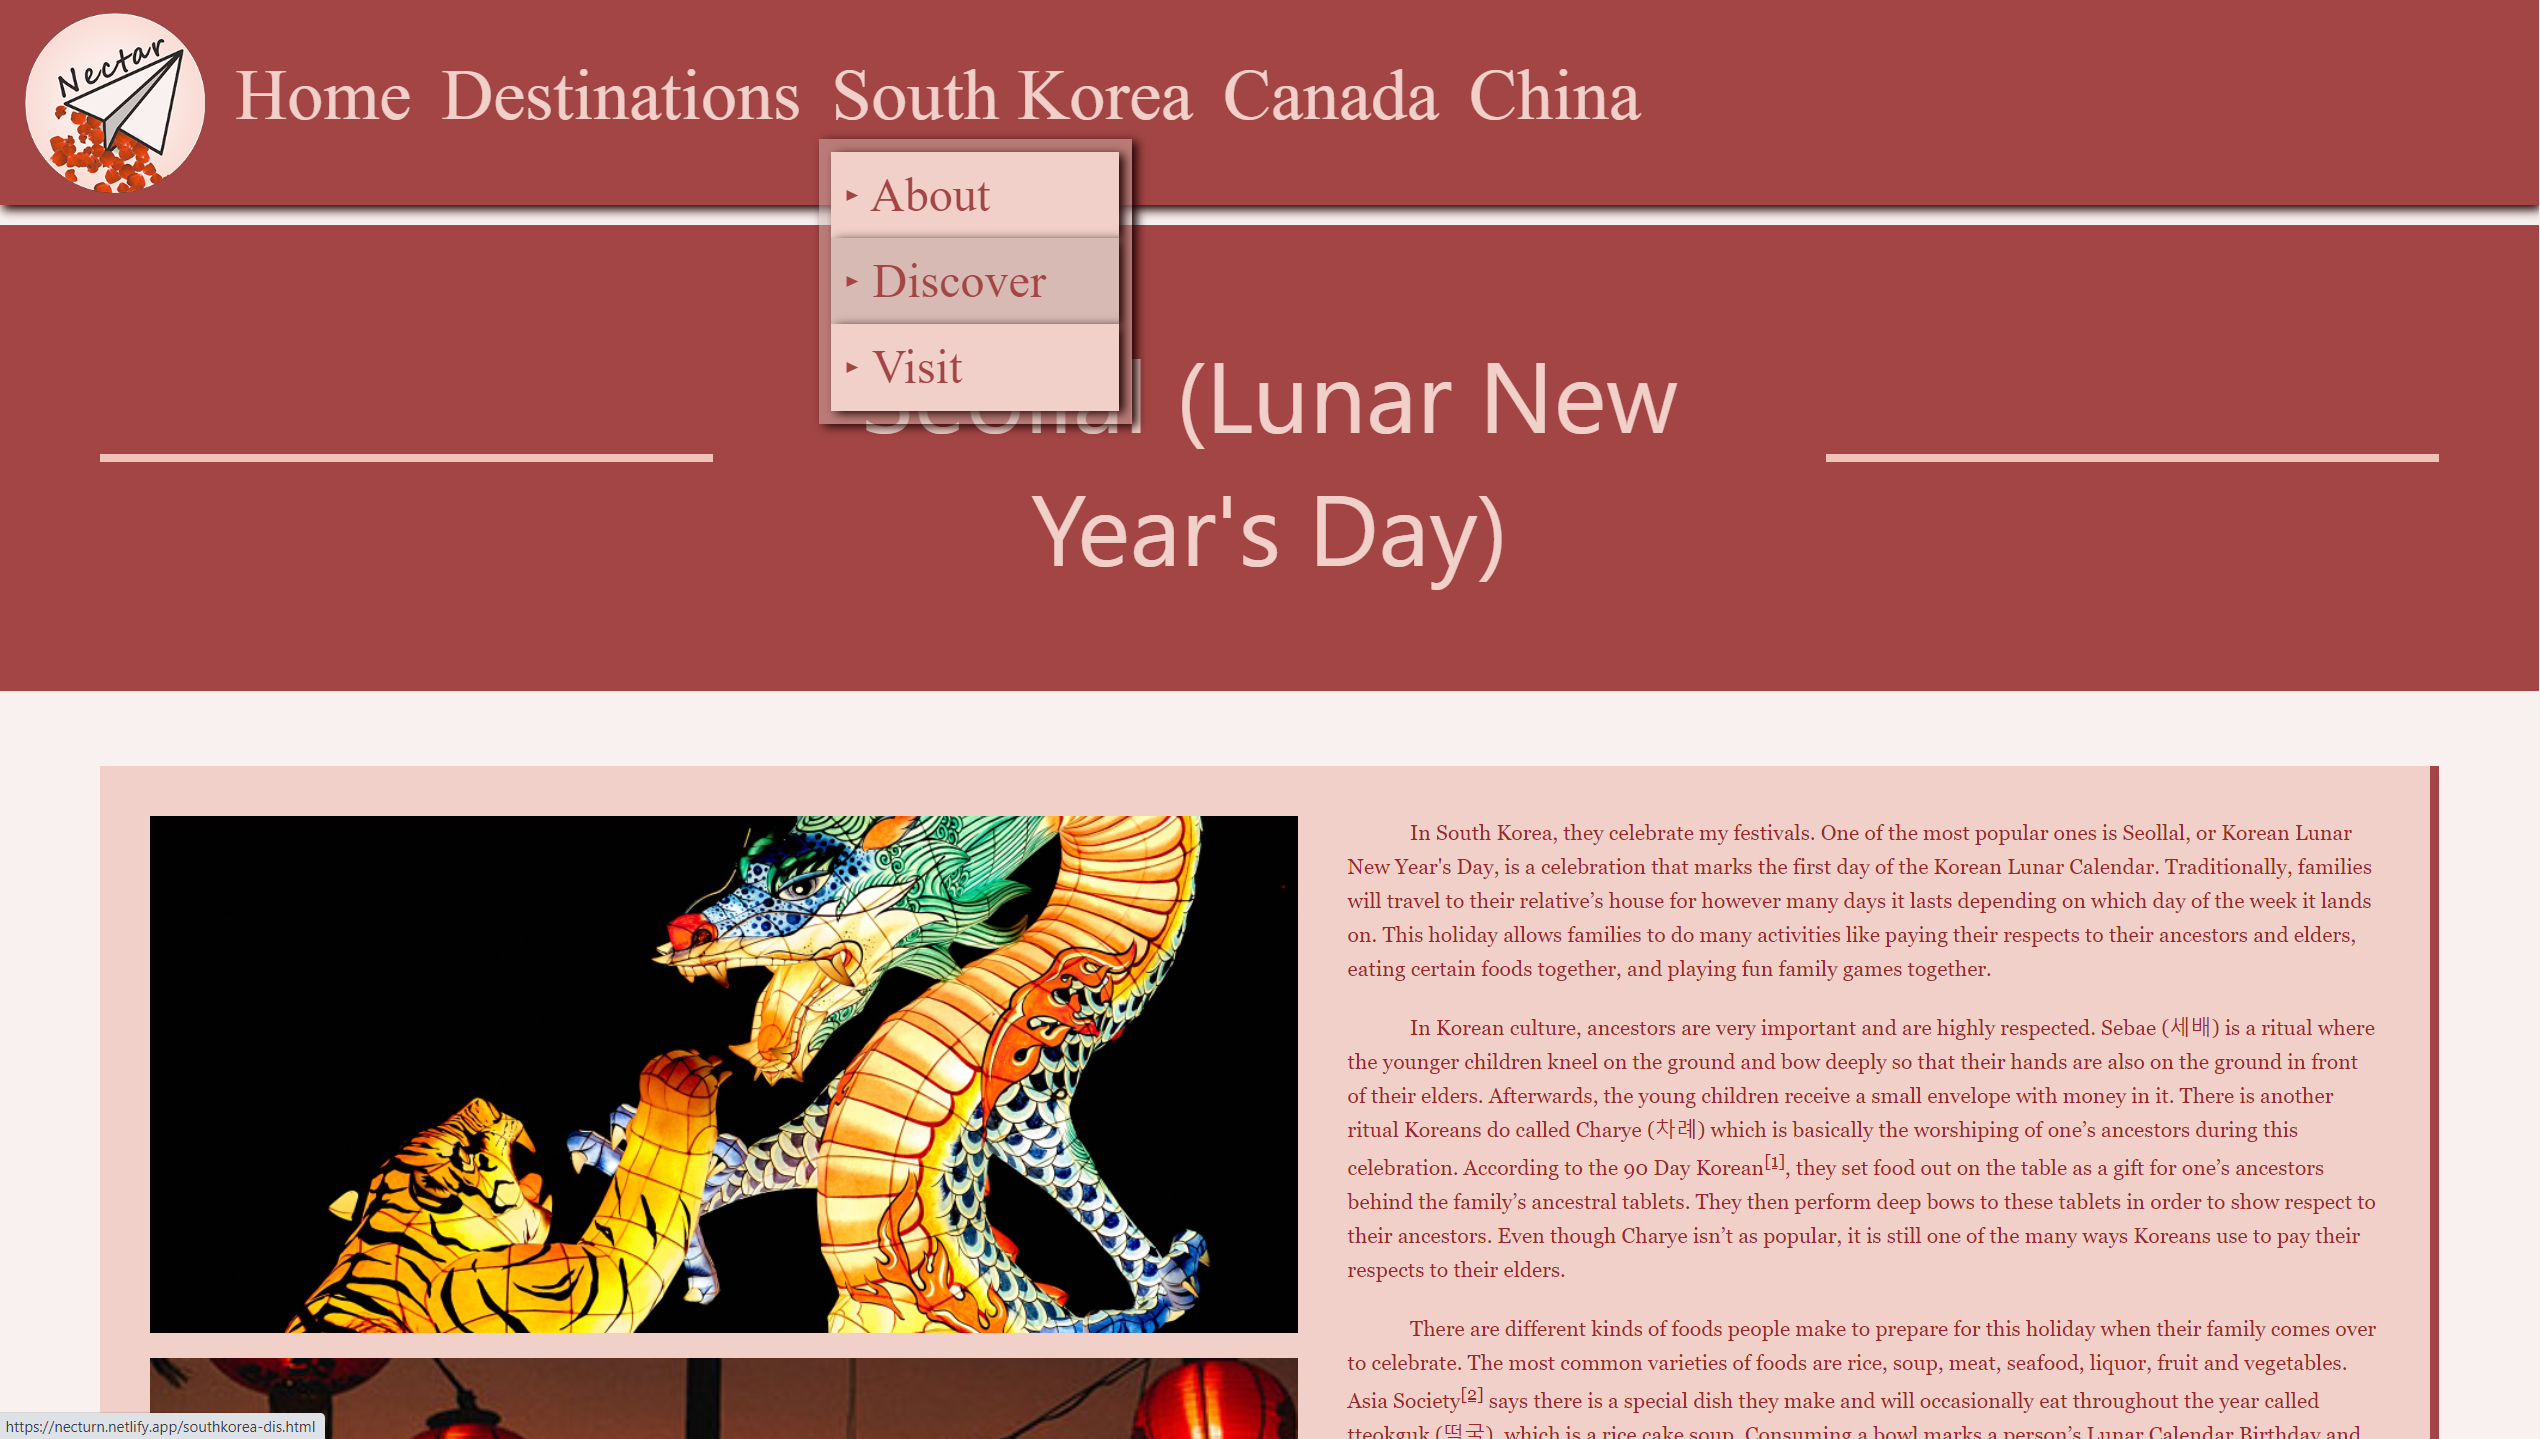 Nectar
Home Destinations South Korea Canada China
▸ About
▸ Discover
▸ Visit
Seollal (Lunar New
Year's Day)
In South Korea, they celebrate my festivals. One of the most popular ones is Seollal, or Korean Lunar
New Year's Day, is a celebration that marks the first day of the Korean Lunar Calendar. Traditionally, families
will travel to their relative’s house for however many days it lasts depending on which day of the week it lands
on. This holiday allows families to do many activities like paying their respects to their ancestors and elders,
eating certain foods together, and playing fun family games together.
In Korean culture, ancestors are very important and are highly respected. Sebae (세배) is a ritual where
the younger children kneel on the ground and bow deeply so that their hands are also on the ground in front
of their elders. Afterwards, the young children receive a small envelope with money in it. There is another
ritual Koreans do called Charye (차례) which is basically the worshiping of one’s ancestors during this
celebration. According to the 90 Day Korean[1], they set food out on the table as a gift for one’s ancestors
behind the family’s ancestral tablets. They then perform deep bows to these tablets in order to show respect to
their ancestors. Even though Charye isn’t as popular, it is still one of the many ways Koreans use to pay their
respects to their elders.
There are different kinds of foods people make to prepare for this holiday when their family comes over
to celebrate. The most common varieties of foods are rice, soup, meat, seafood, liquor, fruit and vegetables.
Asia Society[2] says there is a special dish they make and will occasionally eat throughout the year called
tteokguk (떡국), which is a rice cake soup. Consuming a bowl marks a person’s Lunar Calendar Birthday and
https://necturn.netlify.app/southkorea-dis.html